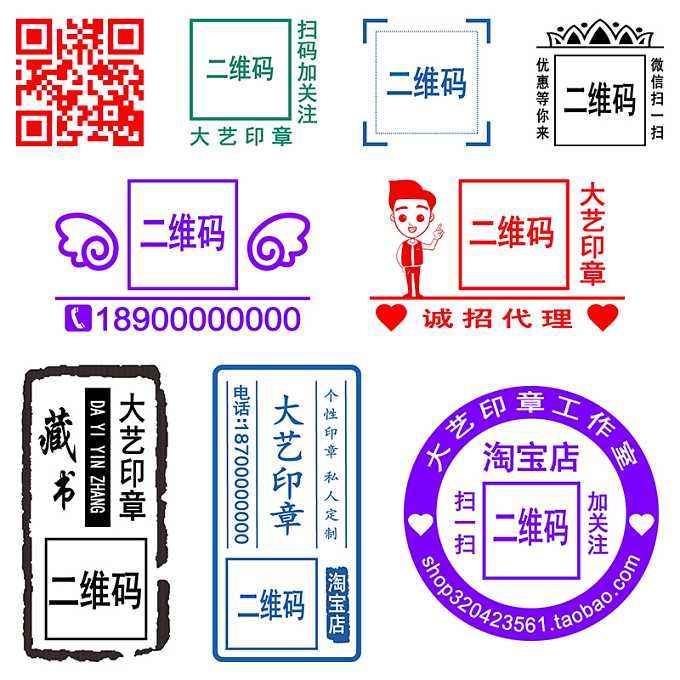 二维码
扫码加关注
大艺印章
二维码
优惠等你来
二维码
微信扫一扫
二维码
18900000000
二维码
大艺印章
诚招代理
藏书
DA YI YIN ZHANG
大艺印章
二维码
电话:18700000000
大艺印章
个性印章 私人定制
二维码
淘宝店
大艺印章工作室
淘宝店
扫一扫
二维码
加关注
shop320423561.taobao.com